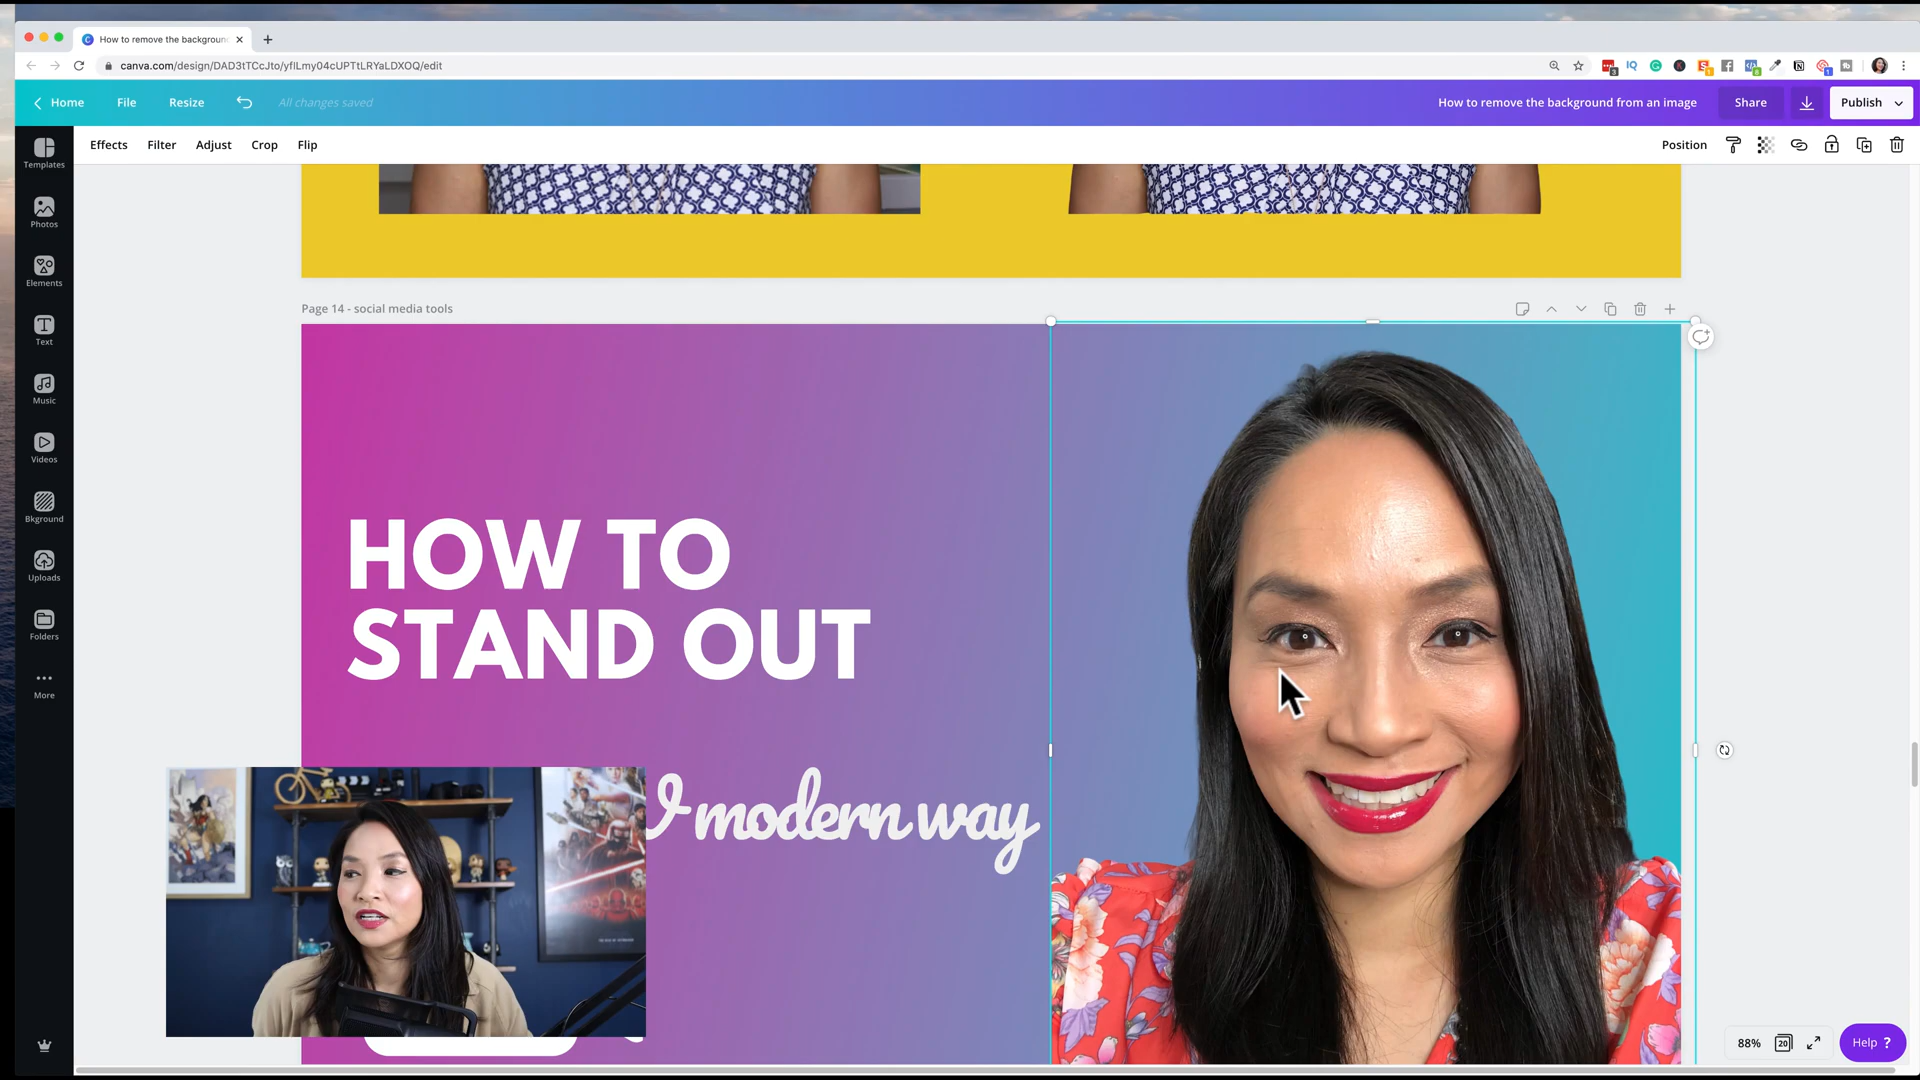 How to remove the backgroun
canva.com/design/DAD3tTCcJto/yflLmy04cUPTtLRYaLDXOQ/edit
Home File Resize All changes saved How to remove the background from an image Share Publish
Effects Filter Adjust Crop Flip Position
Templates
Photos
Elements
Text
Music
Videos
Bkground
Uploads
Folders
More
Page 14 - social media tools
HOW TO
STAND OUT
modern way
88% 20 Help ?